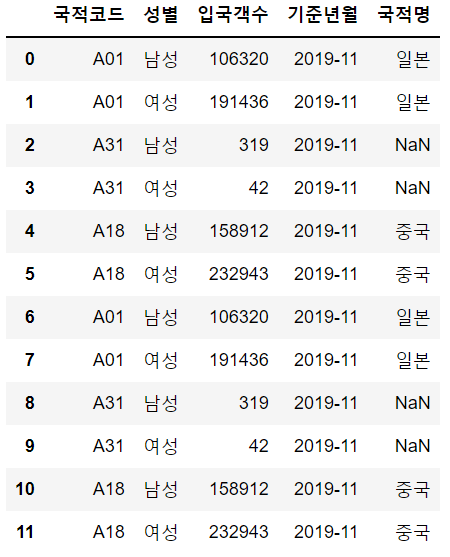 국적코드 성별 입국객수 기준년월 국적명
0 A01 남성 106320 2019-11 일본
1 A01 여성 191436 2019-11 일본
2 A31 남성 319 2019-11 NaN
3 A31 여성 42 2019-11 NaN
4 A18 남성 158912 2019-11 중국
5 A18 여성 232943 2019-11 중국
6 A01 남성 106320 2019-11 일본
7 A01 여성 191436 2019-11 일본
8 A31 남성 319 2019-11 NaN
9 A31 여성 42 2019-11 NaN
10 A18 남성 158912 2019-11 중국
11 A18 여성 232943 2019-11 중국